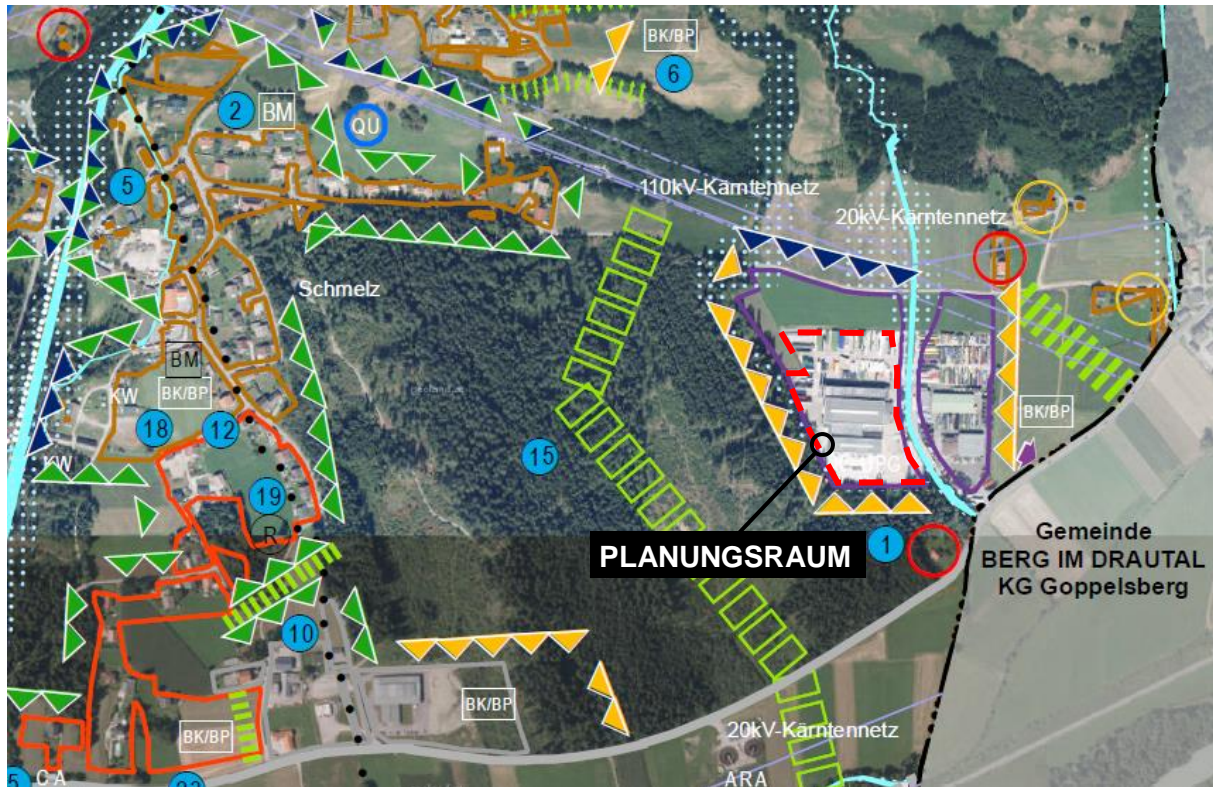 BK/BP
6
2
BM
QU
5
110kV-Kärntennetz
20kV-Kärntennetz
Schmelz
BM
KW
BK/BP
BK/BP
18
12
15
KW
19
R
PLANUNGSRAUM
1
Gemeinde
BERG IM DRAUTAL
KG Goppelsberg
10
BK/BP
BK/BP
20kV-Kärntennetz
5
ARA